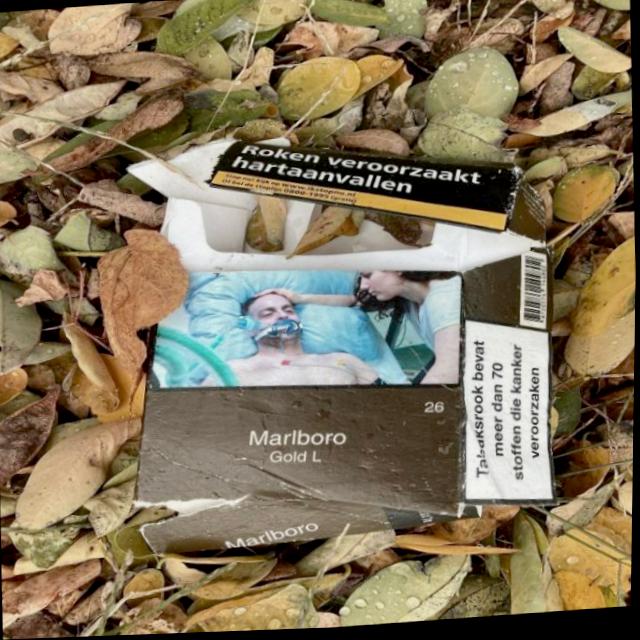 Roken veroorzaakt
hartaanvallen
26
Marlboro
Gold L
Marlboro
Tabaksrook bevat
meer dan 70
stoffen die kanker
veroorzaken